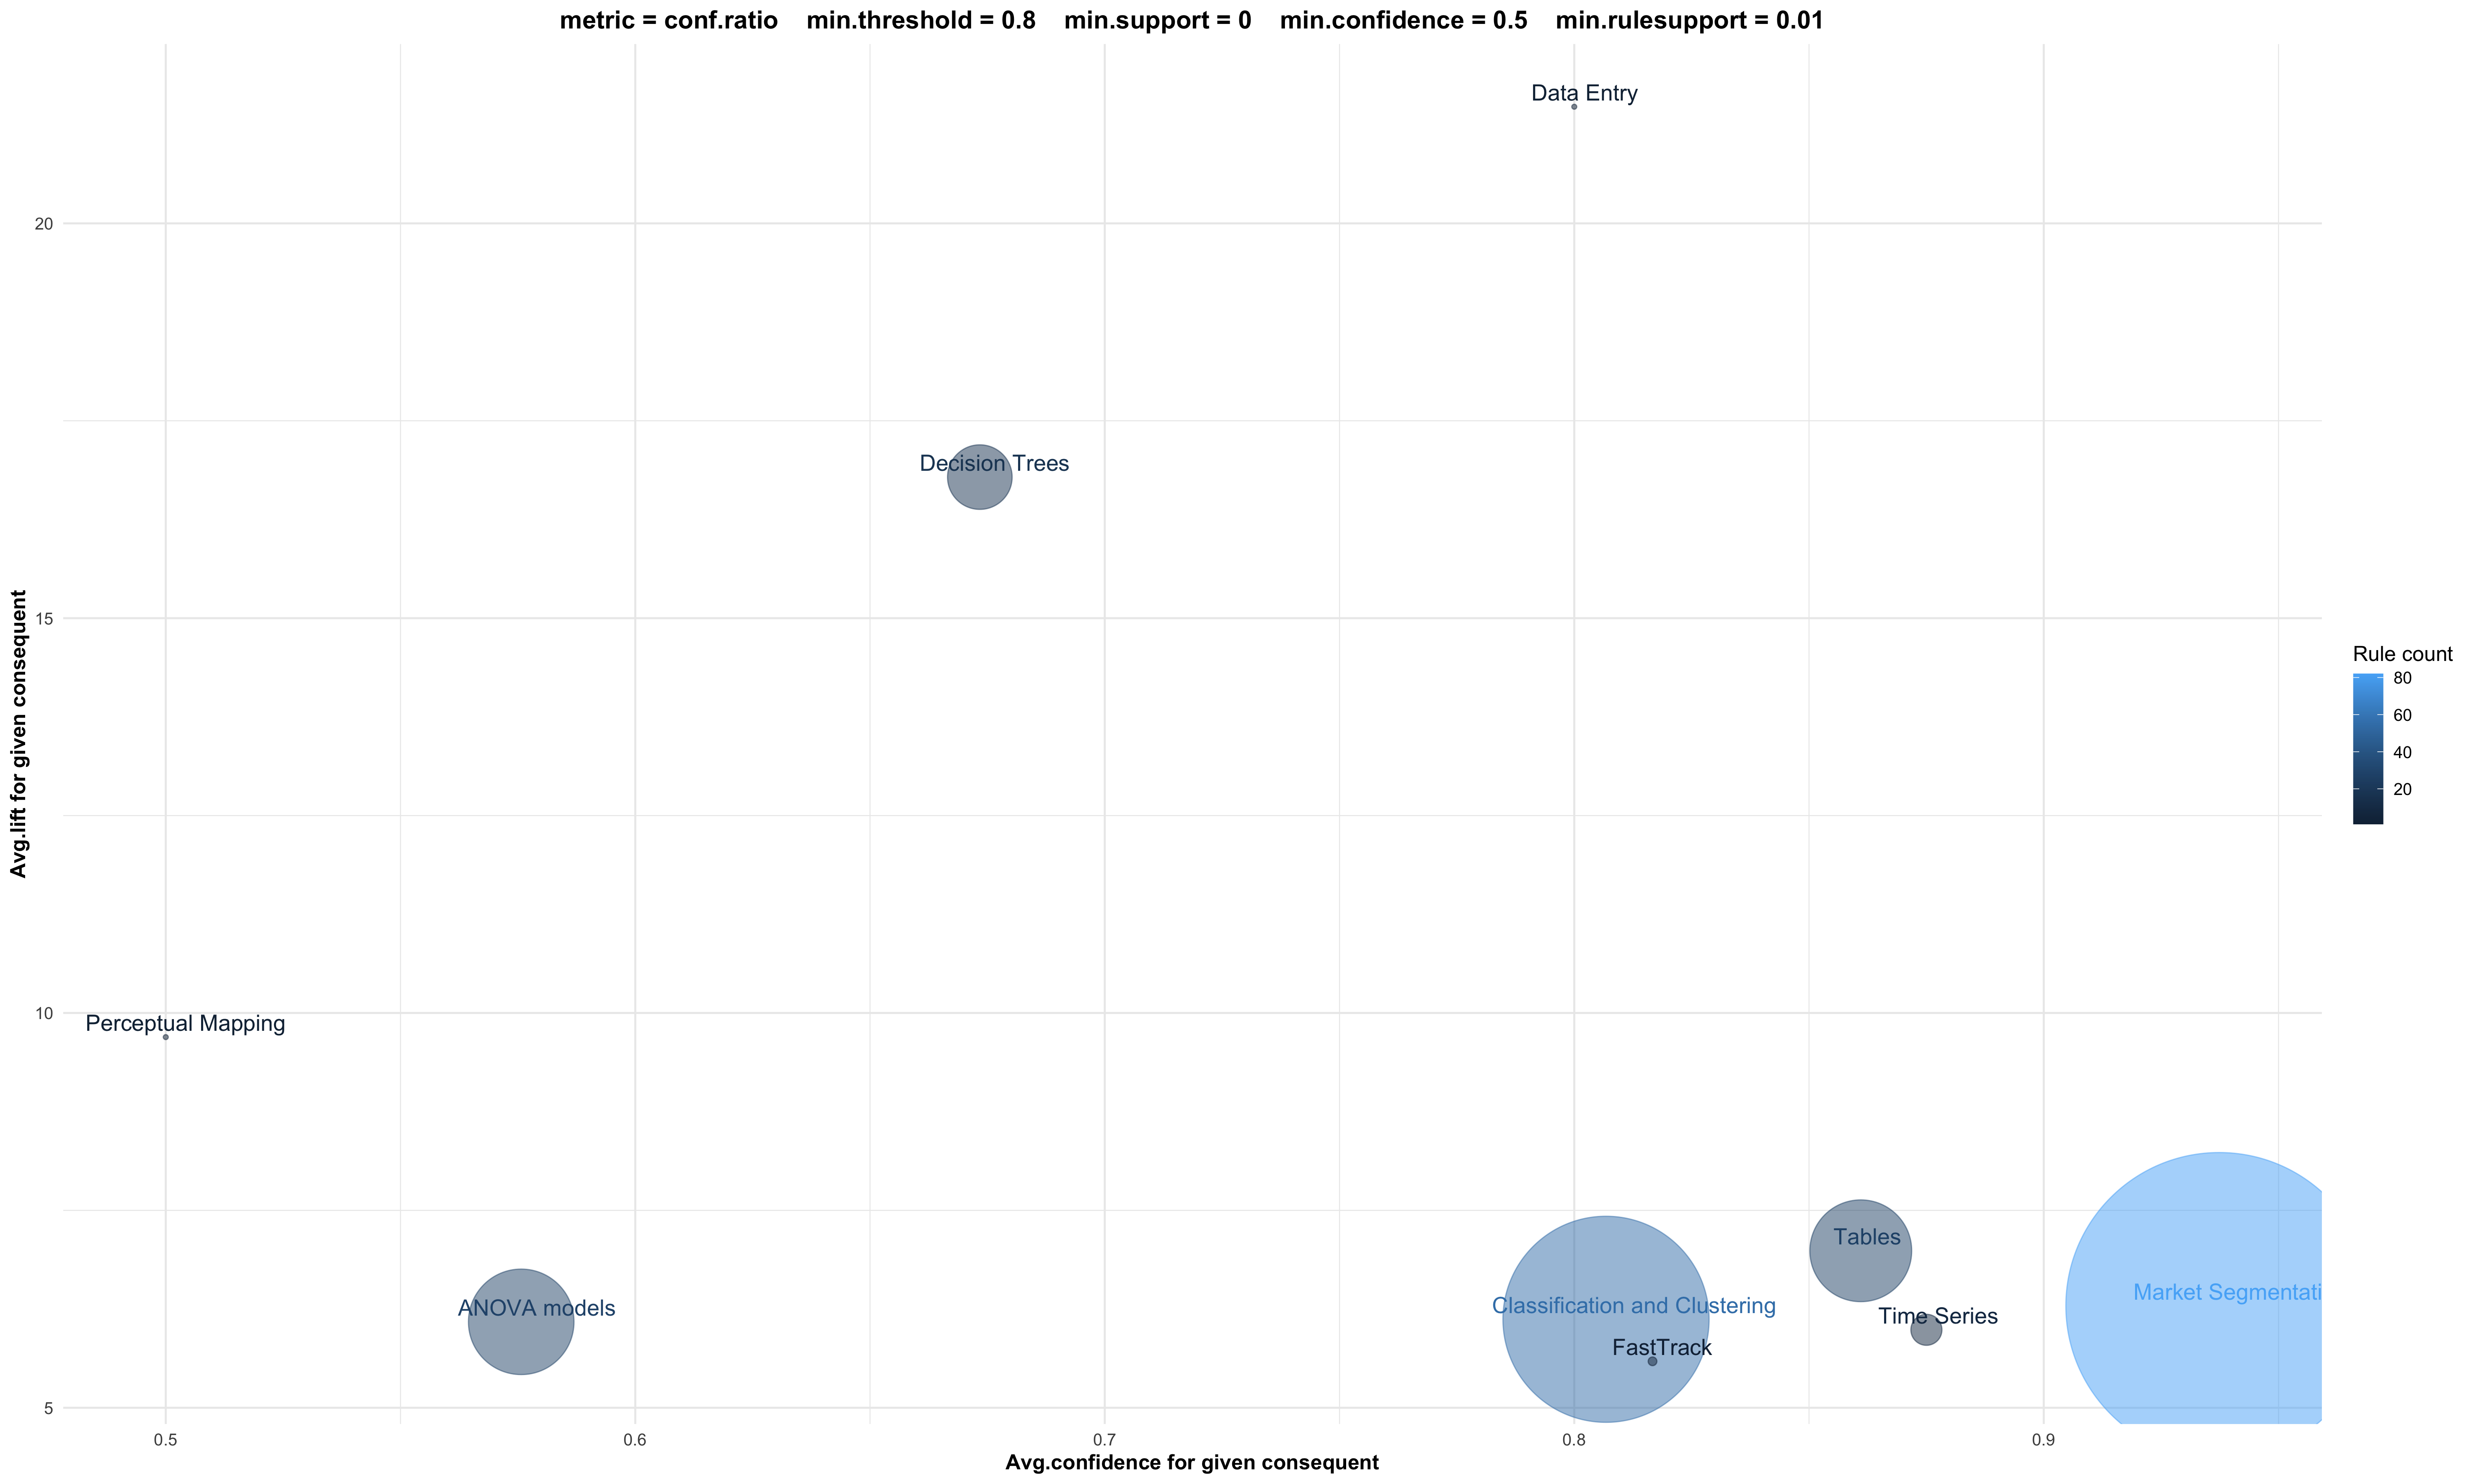 metric = conf.ratio    min.threshold = 0.8    min.support = 0    min.confidence = 0.5    min.rulesupport = 0.01
Data Entry
20
Decision Trees
Avg.lift for given consequent
15
Rule count
80
60
40
20
10
Perceptual Mapping
Tables
Market Segmentati
ANOVA models
Classification and Clustering
Time Series
FastTrack
5
0.5
0.6
0.7
0.8
0.9
Avg.confidence for given consequent